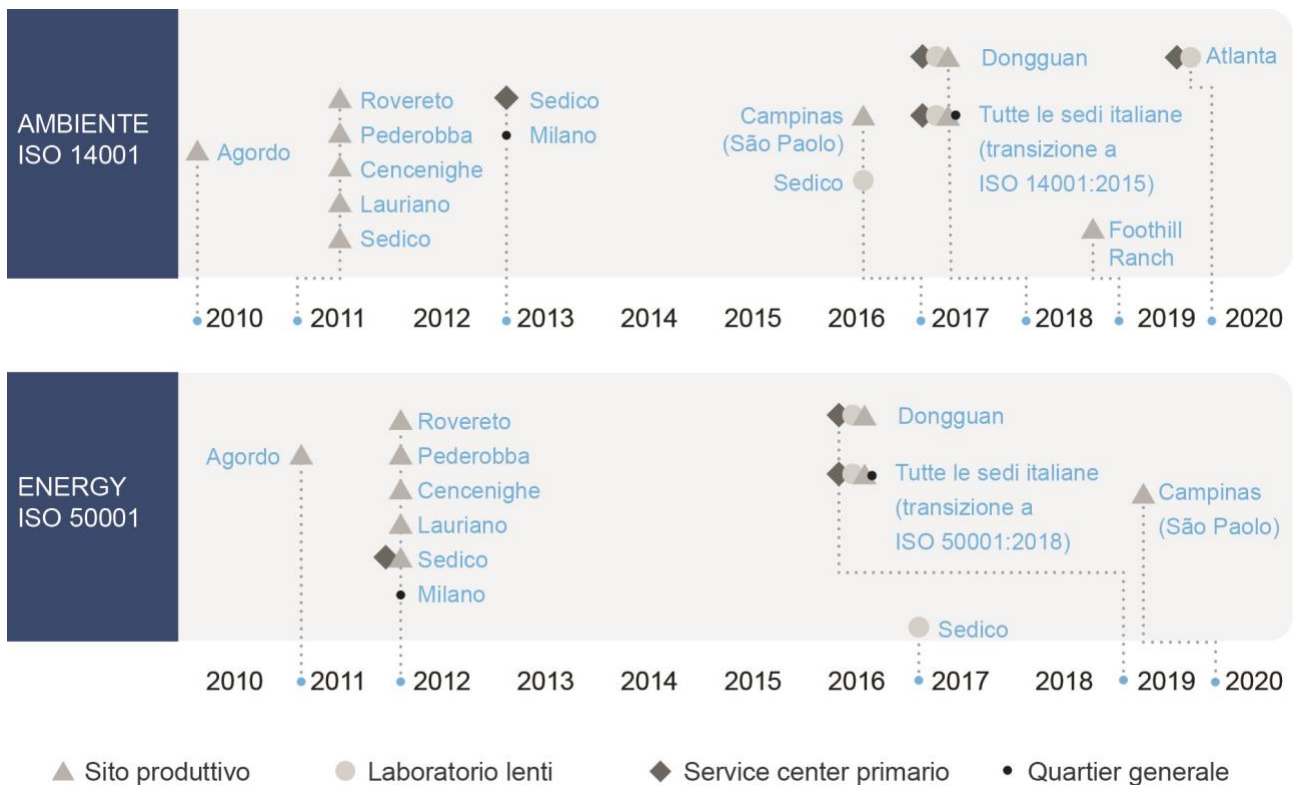 AMBIENTE
ISO 14001
Agordo
Rovereto
Pederobba
Cencenighe
Lauriano
Sedico
Sedico
Milano
Campinas
(São Paolo)
Sedico
Dongguan
Tutte le sedi italiane
(transizione a
ISO 14001:2015)
Foothill
Ranch
Atlanta
2010 2011 2012 2013 2014 2015 2016 2017 2018 2019 2020
ENERGY
ISO 50001
Agordo
Rovereto
Pederobba
Cencenighe
Lauriano
Sedico
Milano
Dongguan
Tutte le sedi italiane
(transizione a
ISO 50001:2018)
Sedico
Campinas
(São Paolo)
2010 2011 2012 2013 2014 2015 2016 2017 2018 2019 2020
Sito produttivo Laboratorio lenti Service center primario Quartier generale